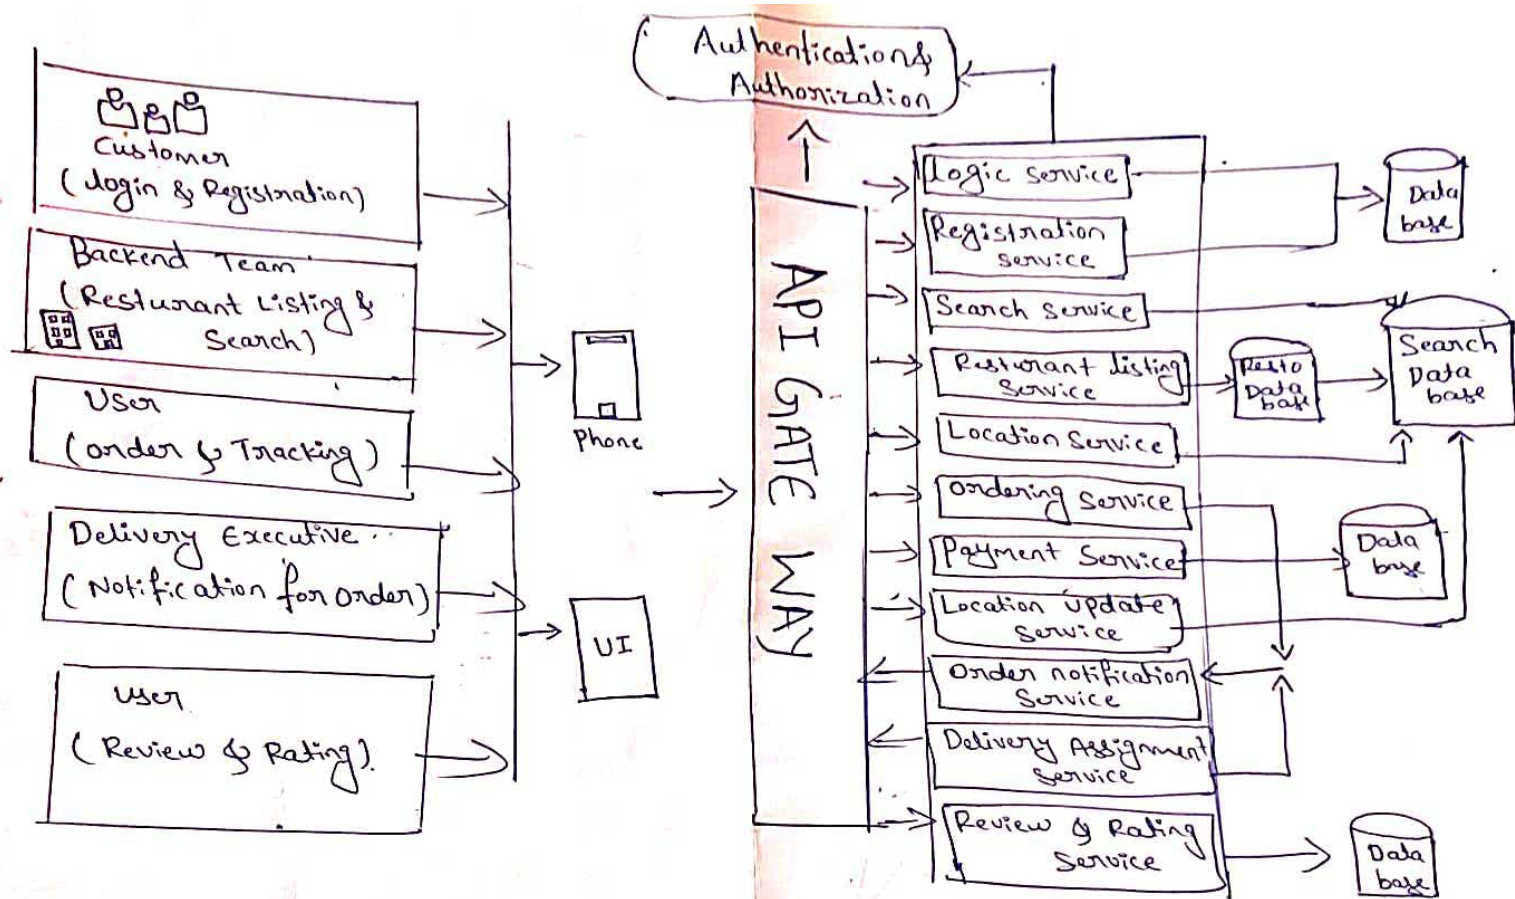 Authentication &
Authorization
Customer
(login & Registration)
Backend Team
(Resturant Listing &
Search)
User
(order & Tracking)
Delivery Executive
(Notification for order)
user
(Review & Rating).
Phone
UI
API GATE WAY
Logic service
Registration
service
Search service
Resturant listing
Service
Location Service
Ordering Service
Payment Service
Location update
Service
Order notification
Service
Delivery Assignment
Service
Review & Rating
Service
Data
base
Resto
Data
base
Search
Data
base
Data
base
Data
base